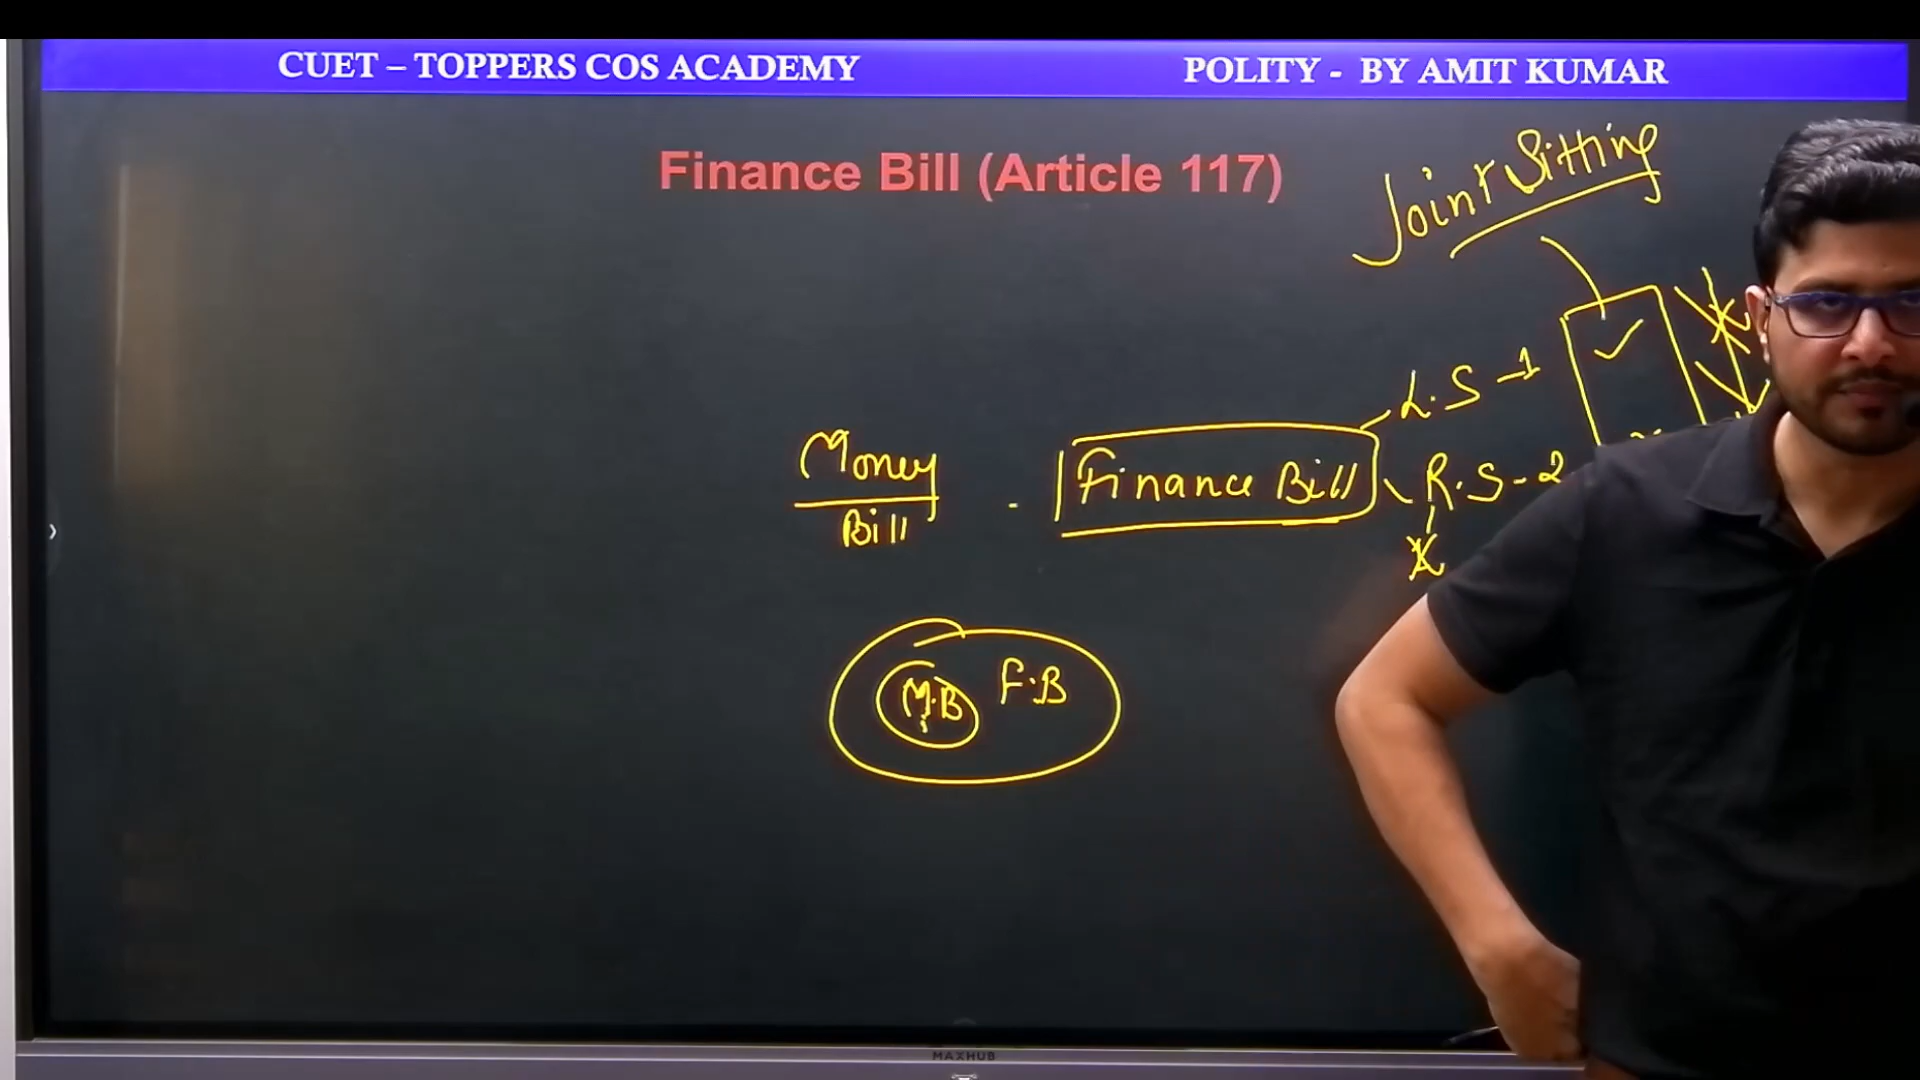 CUET – TOPPERS COS ACADEMY
POLITY - BY AMIT KUMAR
Finance Bill (Article 117)
Joint Sitting
L.S -1
Money
Bill
- Finance Bill
R.S - 2
M.B
F.B
MAXHUB